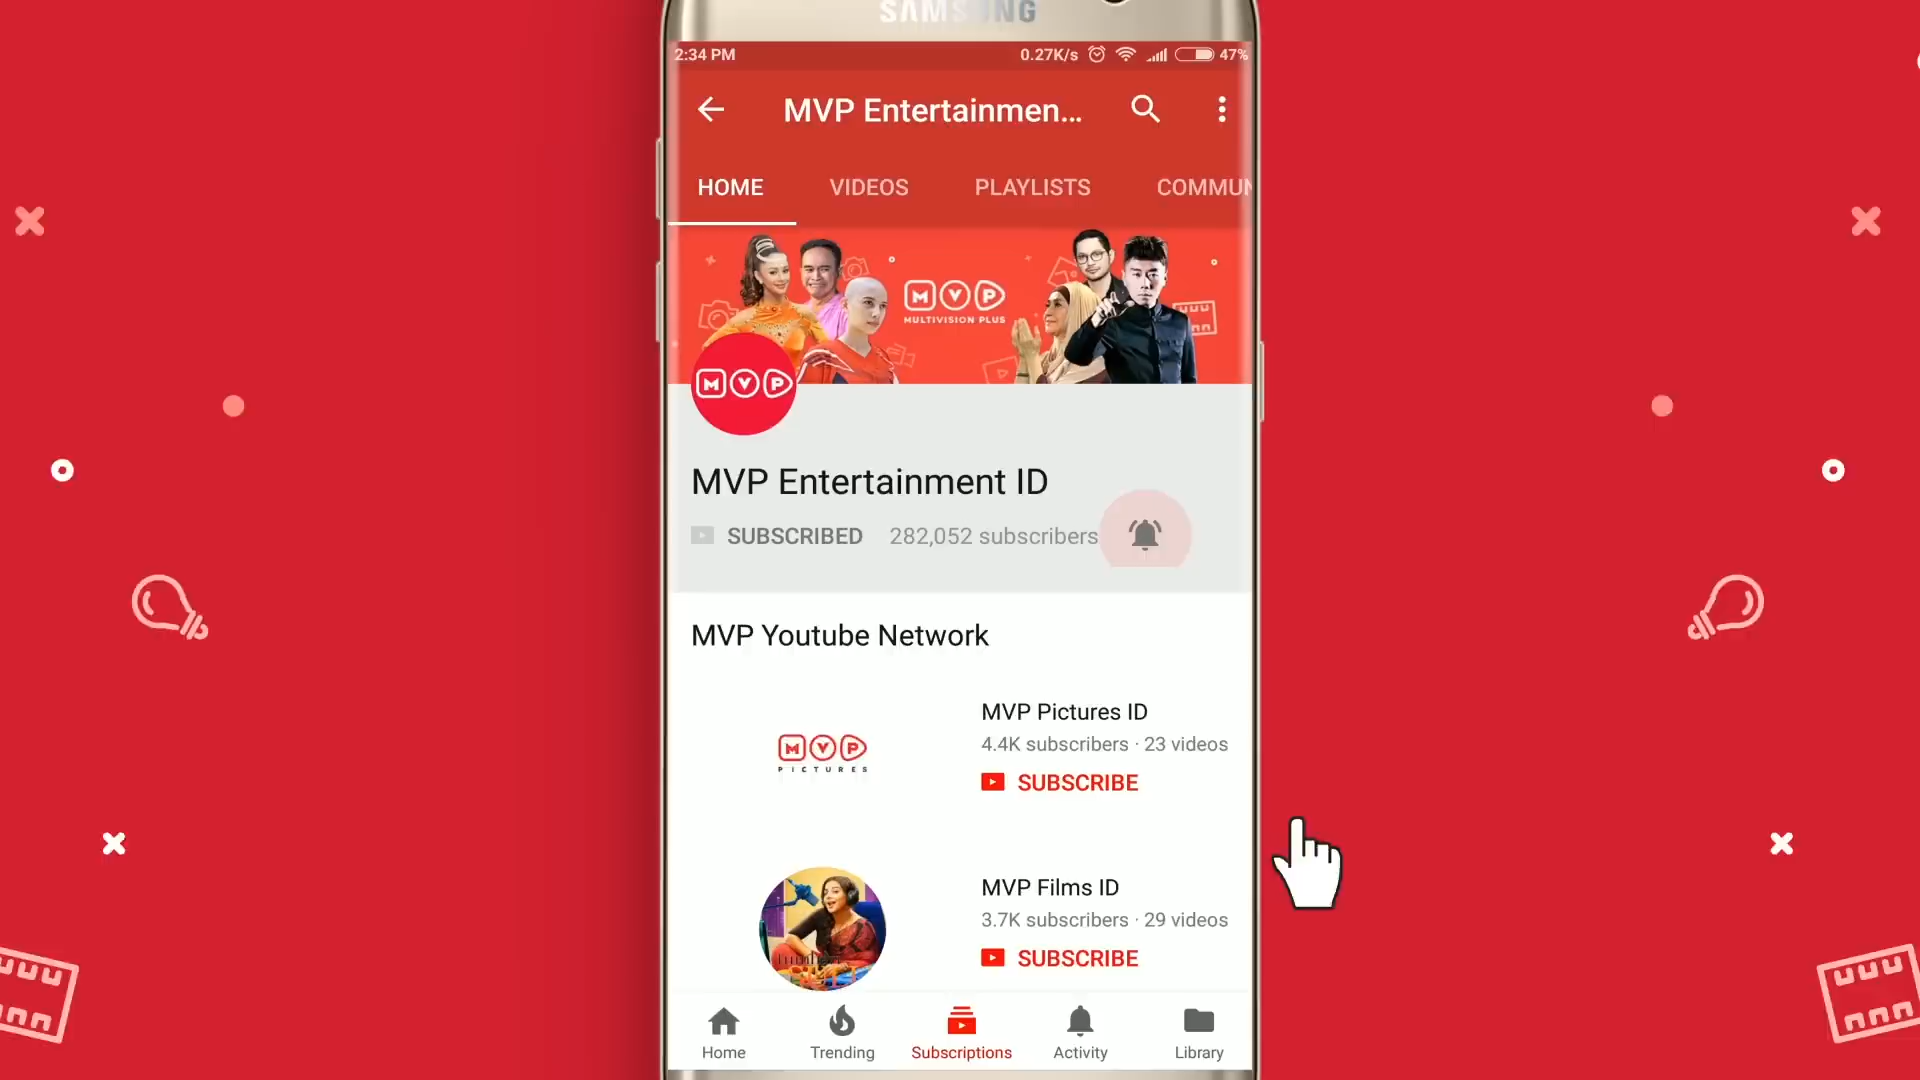 SAMSUNG
2:34 PM
0.27K/s
47%
MVP Entertainmen...
HOME
VIDEOS
PLAYLISTS
COMMUN
MVP
MULTIVISION PLUS
MVP
MVP Entertainment ID
SUBSCRIBED
282,052 subscribers
MVP Youtube Network
MVP Pictures ID
4.4K subscribers · 23 videos
SUBSCRIBE
MVP
PICTURES
MVP Films ID
3.7K subscribers · 29 videos
SUBSCRIBE
Home
Trending
Subscriptions
Activity
Library